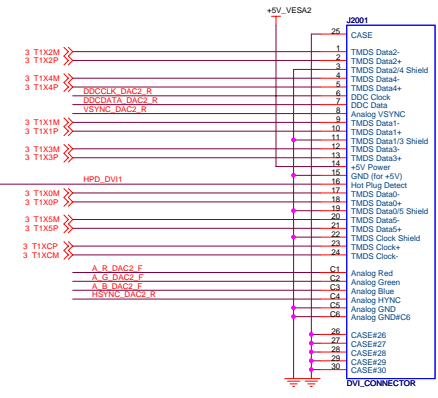 +5V_VESA2
J2001
25 CASE
3 T1X2M 1 TMDS Data2-
3 T1X2P 2 TMDS Data2+
3 TMDS Data2/4 Shield
3 T1X4M 4 TMDS Data4-
3 T1X4P 5 TMDS Data4+
DDCCLK_DAC2_R 6 DDC Clock
DDCDATA_DAC2_R 7 DDC Data
VSYNC_DAC2_R 8 Analog VSYNC
3 T1X1M 9 TMDS Data1-
3 T1X1P 10 TMDS Data1+
11 TMDS Data1/3 Shield
3 T1X3M 12 TMDS Data3-
3 T1X3P 13 TMDS Data3+
14 +5V Power
15 GND (for +5V)
HPD_DVI1 16 Hot Plug Detect
3 T1X0M 17 TMDS Data0-
3 T1X0P 18 TMDS Data0+
19 TMDS Data0/5 Shield
3 T1X5M 20 TMDS Data5-
3 T1X5P 21 TMDS Data5+
22 TMDS Clock Shield
3 T1XCP 23 TMDS Clock+
3 T1XCM 24 TMDS Clock-
A_R_DAC2_F C1 Analog Red
A_G_DAC2_F C2 Analog Green
A_B_DAC2_F C3 Analog Blue
HSYNC_DAC2_R C4 Analog HYNC
C5 Analog GND
C6 Analog GND#C6
26 CASE#26
27 CASE#27
28 CASE#28
29 CASE#29
30 CASE#30
DVI_CONNECTOR